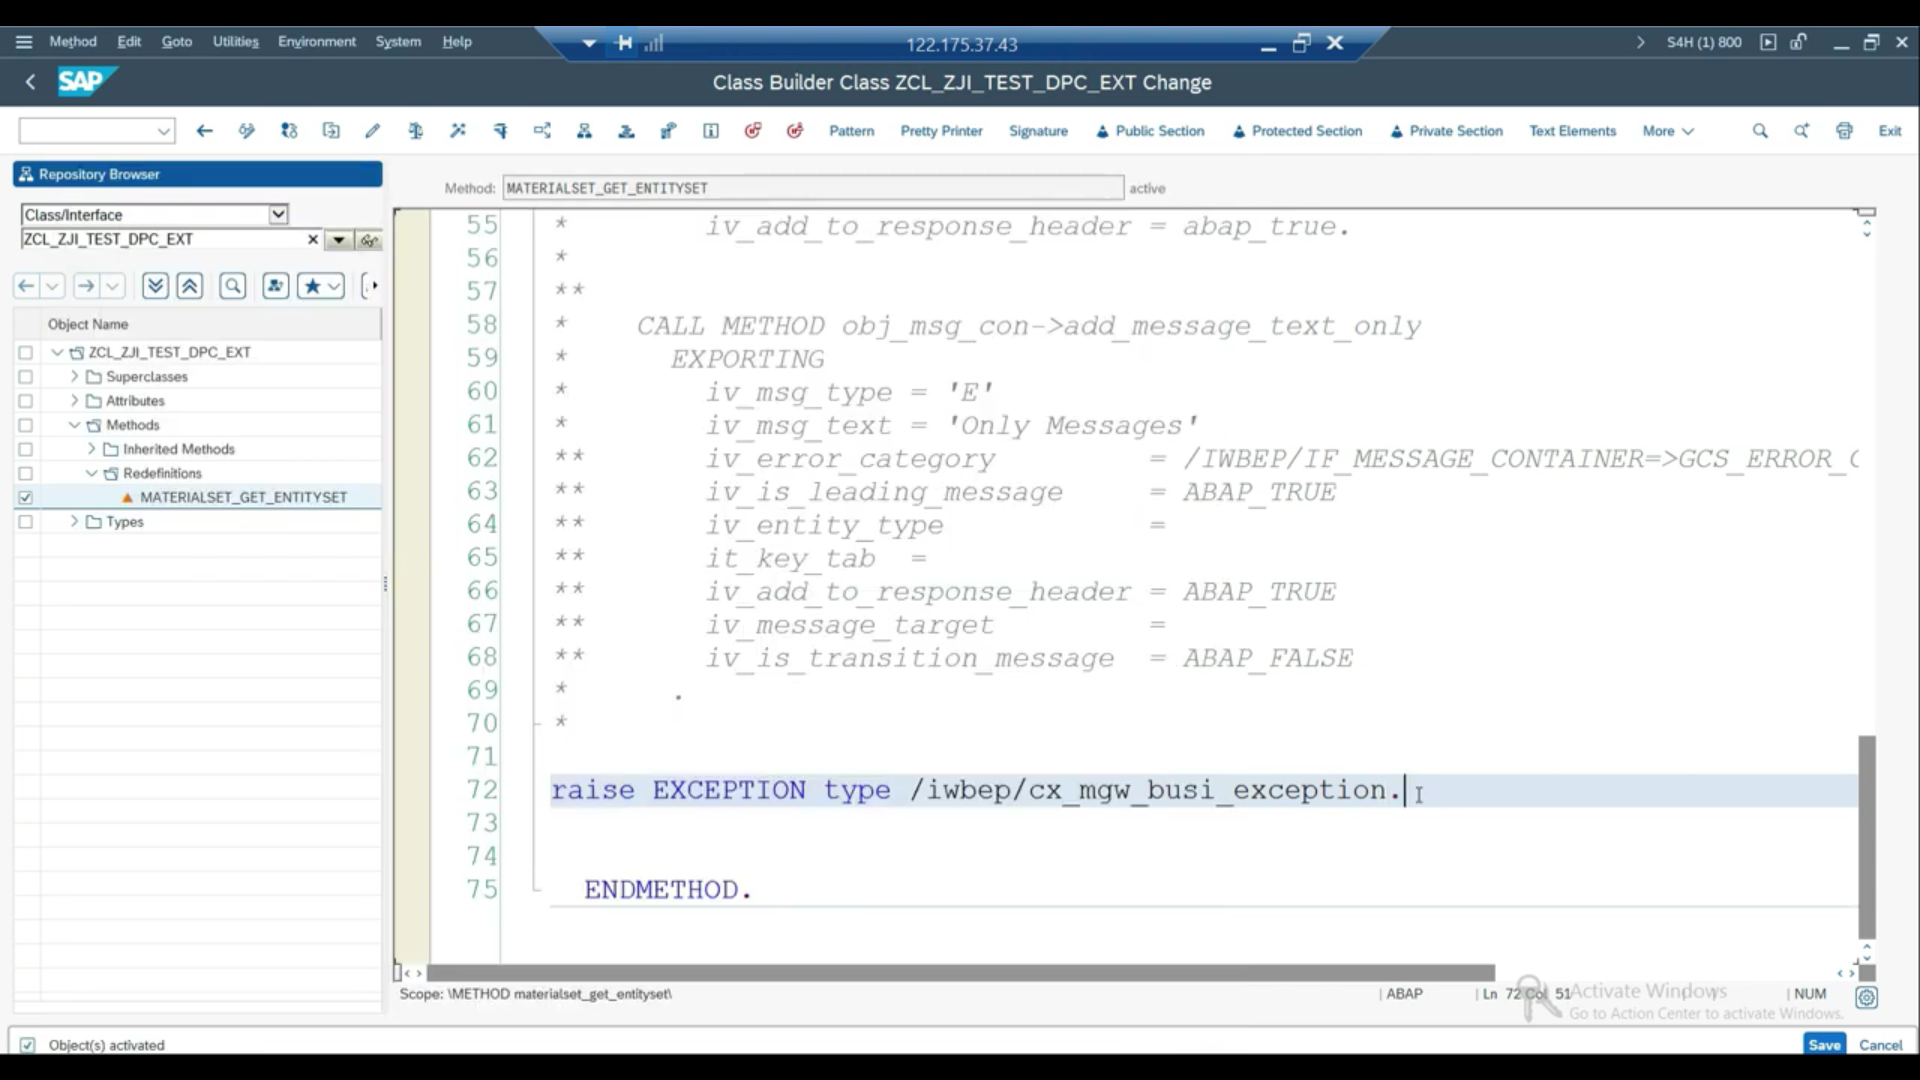 Method Edit Goto Utilities Environment System Help
122.175.37.43
S4H (1) 800
SAP
Class Builder Class ZCL_ZJI_TEST_DPC_EXT Change
Pattern Pretty Printer Signature Public Section Protected Section Private Section Text Elements More Exit
Repository Browser
Class/Interface
ZCL_ZJI_TEST_DPC_EXT
Object Name
ZCL_ZJI_TEST_DPC_EXT
Superclasses
Attributes
Methods
Inherited Methods
Redefinitions
MATERIALSET_GET_ENTITYSET
Types
Method: MATERIALSET_GET_ENTITYSET active
55 * iv_add_to_response_header = abap_true.
56 *
57 **
58 * CALL METHOD obj_msg_con->add_message_text_only
59 * EXPORTING
60 * iv_msg_type = 'E'
61 * iv_msg_text = 'Only Messages'
62 ** iv_error_category = /IWBEP/IF_MESSAGE_CONTAINER=>GCS_ERROR_C
63 ** iv_is_leading_message = ABAP_TRUE
64 ** iv_entity_type =
65 ** it_key_tab =
66 ** iv_add_to_response_header = ABAP_TRUE
67 ** iv_message_target =
68 ** iv_is_transition_message = ABAP_FALSE
69 * .
70 *
71
72 raise EXCEPTION type /iwbep/cx_mgw_busi_exception.
73
74
75 ENDMETHOD.
Scope: \METHOD materialset_get_entityset\
ABAP Ln 72 Col 51 NUM
Activate Windows
Go to Action Center to activate Windows.
Object(s) activated
Save Cancel